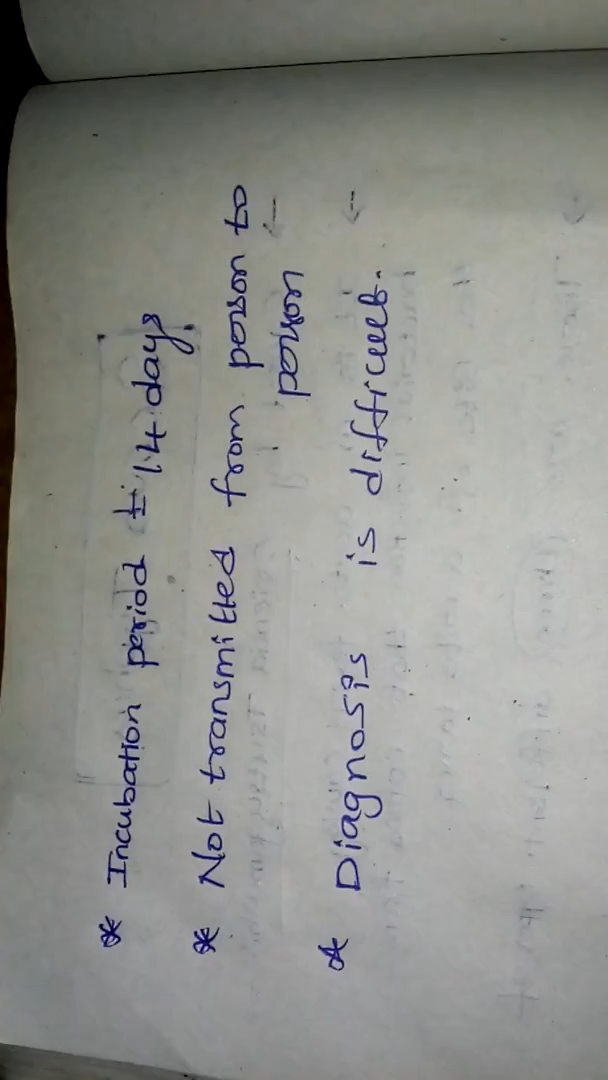 * Incubation period ± 14 days
* Not transmitted from person to
person
* Diagnosis is difficult.